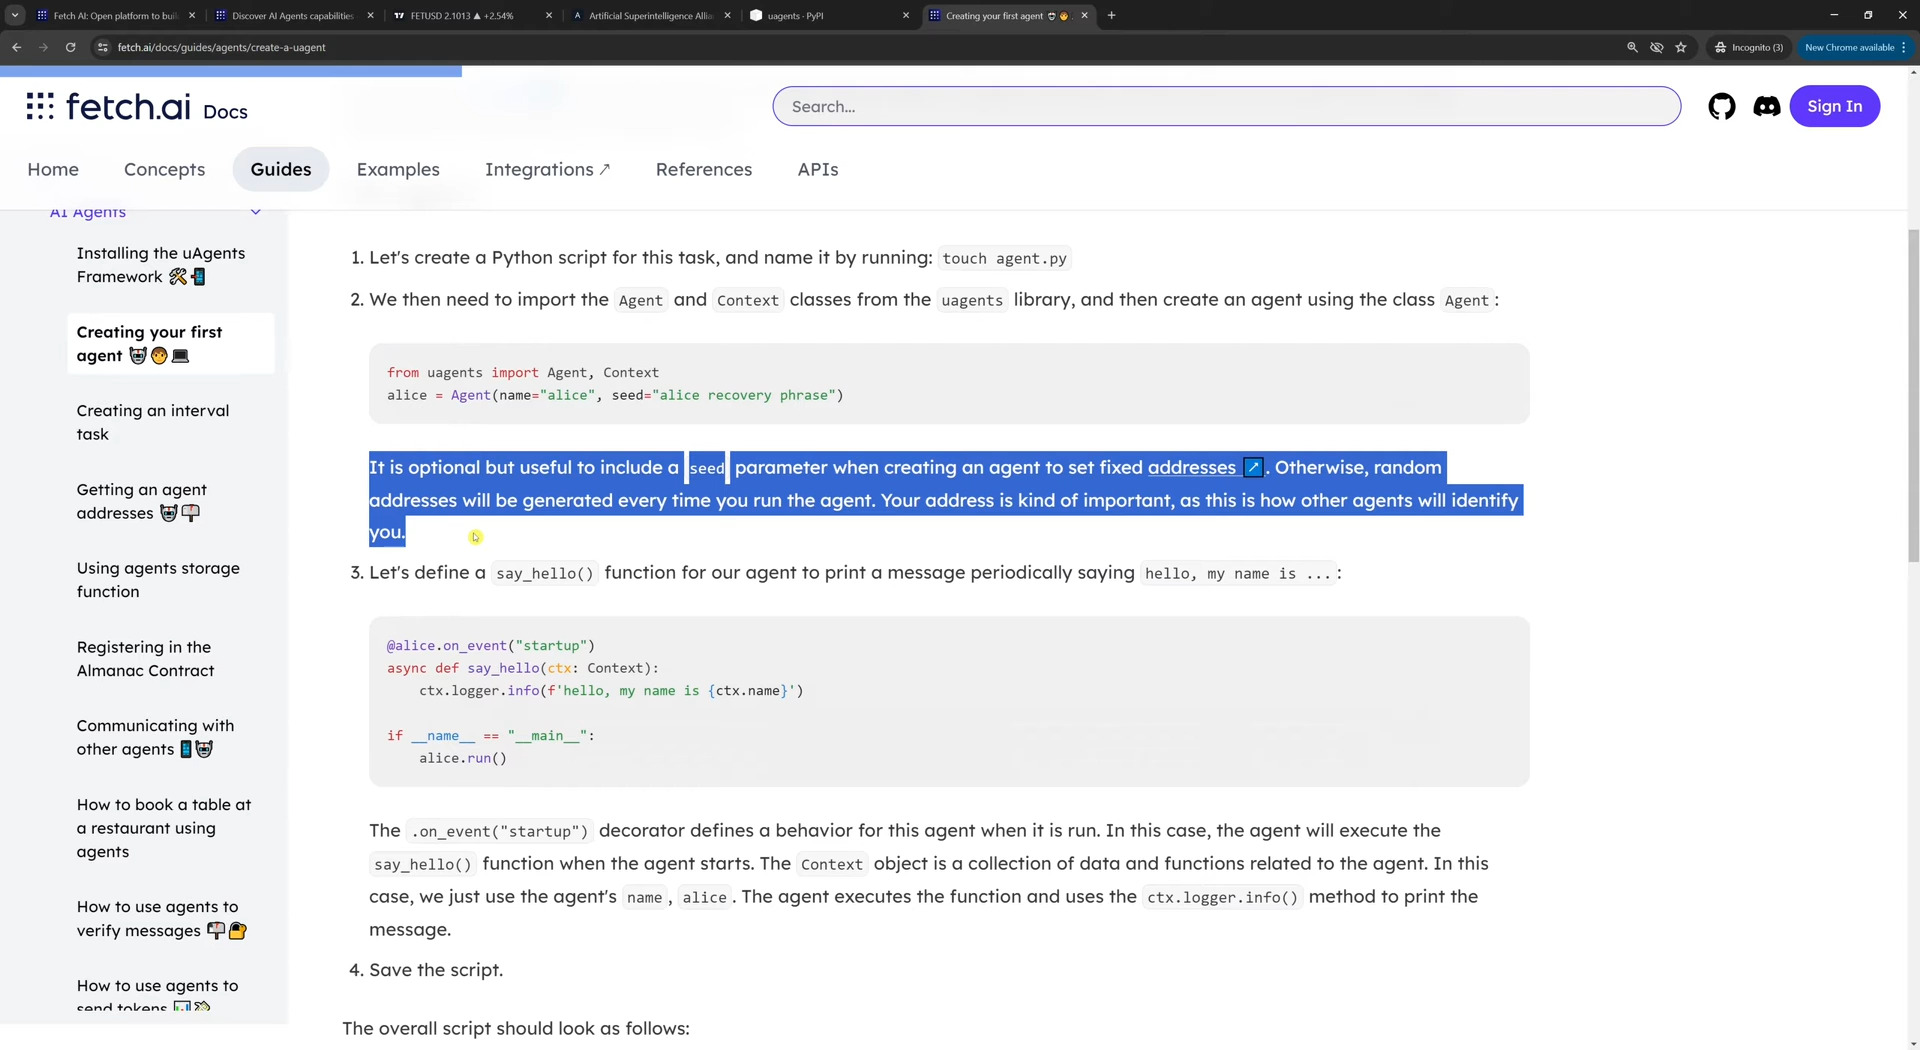 Fetch AI: Open platform to buil
Discover AI Agents capabilities
FETUSD 2.1013 ▲ +2.54%
Artificial Superintelligence Allia
uagents · PyPI
Creating your first agent
fetch.ai/docs/guides/agents/create-a-uagent
Incognito (3)
New Chrome available
fetch.ai Docs
Search...
Sign In
Home
Concepts
Guides
Examples
Integrations ↗
References
APIs
AI Agents
Installing the uAgents
Framework 🛠️📲
Creating your first
agent 🤖🧑💻
Creating an interval
task
Getting an agent
addresses 🤖📬
Using agents storage
function
Registering in the
Almanac Contract
Communicating with
other agents 📱🤖
How to book a table at
a restaurant using
agents
How to use agents to
verify messages 📬🔐
How to use agents to
send tokens
1. Let's create a Python script for this task, and name it by running: touch agent.py
2. We then need to import the Agent and Context classes from the uagents library, and then create an agent using the class Agent :
from uagents import Agent, Context
alice = Agent(name="alice", seed="alice recovery phrase")
It is optional but useful to include a seed parameter when creating an agent to set fixed addresses ↗. Otherwise, random
addresses will be generated every time you run the agent. Your address is kind of important, as this is how other agents will identify
you.
3. Let's define a say_hello() function for our agent to print a message periodically saying hello, my name is ... :
@alice.on_event("startup")
async def say_hello(ctx: Context):
    ctx.logger.info(f'hello, my name is {ctx.name}')
if __name__ == "__main__":
    alice.run()
The .on_event("startup") decorator defines a behavior for this agent when it is run. In this case, the agent will execute the
say_hello() function when the agent starts. The Context object is a collection of data and functions related to the agent. In this
case, we just use the agent's name , alice . The agent executes the function and uses the ctx.logger.info() method to print the
message.
4. Save the script.
The overall script should look as follows: